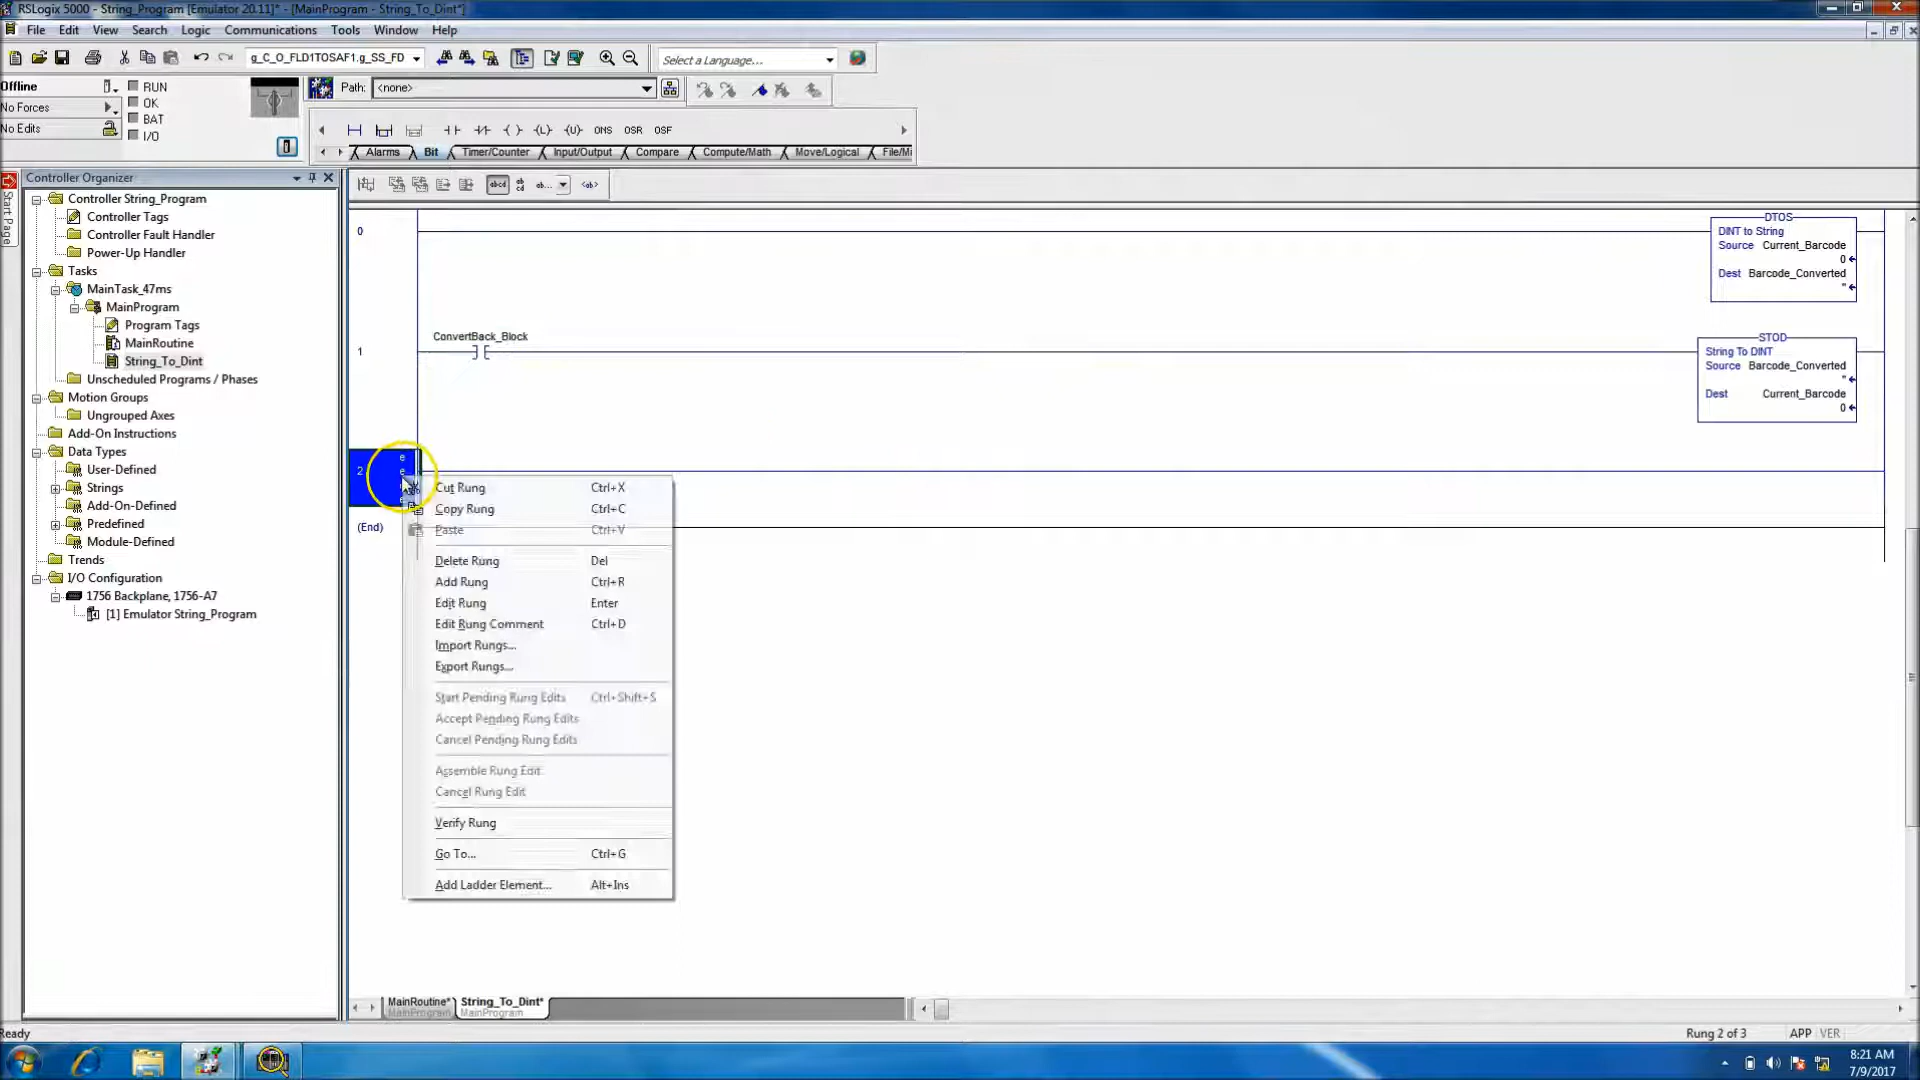 RSLogix 5000 - String_Program [Emulator 20.11]* - [MainProgram - String_To_Dint*]
File Edit View Search Logic Communications Tools Window Help
g_C_O_FLD1TOSAF1.g_SS_FD
Select a Language...
Offline
RUN
Path: <none>
No Forces
OK
No Edits
BAT
I/O
ONS OSR OSF
Alarms Bit Timer/Counter Input/Output Compare Compute/Math Move/Logical File/Mi
Start Page
Controller Organizer
Controller String_Program
Controller Tags
Controller Fault Handler
Power-Up Handler
Tasks
MainTask_47ms
MainProgram
Program Tags
MainRoutine
String_To_Dint
Unscheduled Programs / Phases
Motion Groups
Ungrouped Axes
Add-On Instructions
Data Types
User-Defined
Strings
Add-On-Defined
Predefined
Module-Defined
Trends
I/O Configuration
1756 Backplane, 1756-A7
[1] Emulator String_Program
abcd ab cd ab... <ab>
0
DTOS
DINT to String
Source Current_Barcode
0
Dest Barcode_Converted
''
1
ConvertBack_Block
STOD
String To DINT
Source Barcode_Converted
''
Dest Current_Barcode
0
2
e
e
(End)
Cut Rung Ctrl+X
Copy Rung Ctrl+C
Paste Ctrl+V
Delete Rung Del
Add Rung Ctrl+R
Edit Rung Enter
Edit Rung Comment Ctrl+D
Import Rungs...
Export Rungs...
Start Pending Rung Edits Ctrl+Shift+S
Accept Pending Rung Edits
Cancel Pending Rung Edits
Assemble Rung Edit
Cancel Rung Edit
Verify Rung
Go To... Ctrl+G
Add Ladder Element... Alt+Ins
MainRoutine*
MainProgram
String_To_Dint*
MainProgram
Ready
Rung 2 of 3
APP VER
8:21 AM
7/9/2017